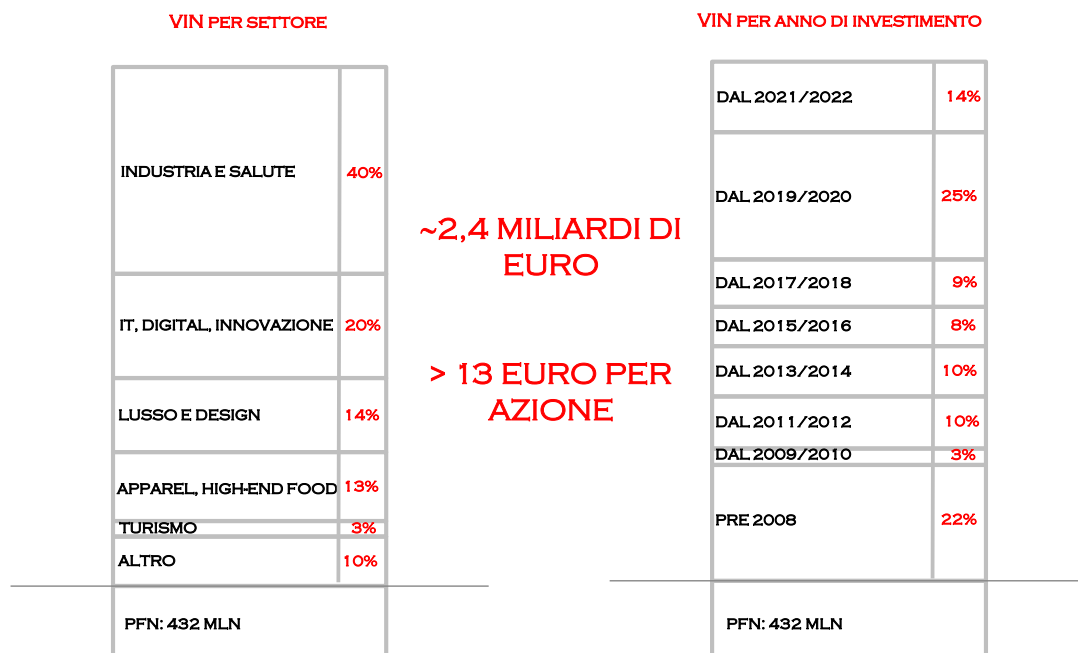 VIN PER SETTORE
INDUSTRIA E SALUTE 40%
IT, DIGITAL, INNOVAZIONE 20%
LUSSO E DESIGN 14%
APPAREL, HIGH-END FOOD 13%
TURISMO 3%
ALTRO 10%
PFN: 432 MLN
~2,4 MILIARDI DI
EURO
> 13 EURO PER
AZIONE
VIN PER ANNO DI INVESTIMENTO
DAL 2021/2022 14%
DAL 2019/2020 25%
DAL 2017/2018 9%
DAL 2015/2016 8%
DAL 2013/2014 10%
DAL 2011/2012 10%
DAL 2009/2010 3%
PRE 2008 22%
PFN: 432 MLN